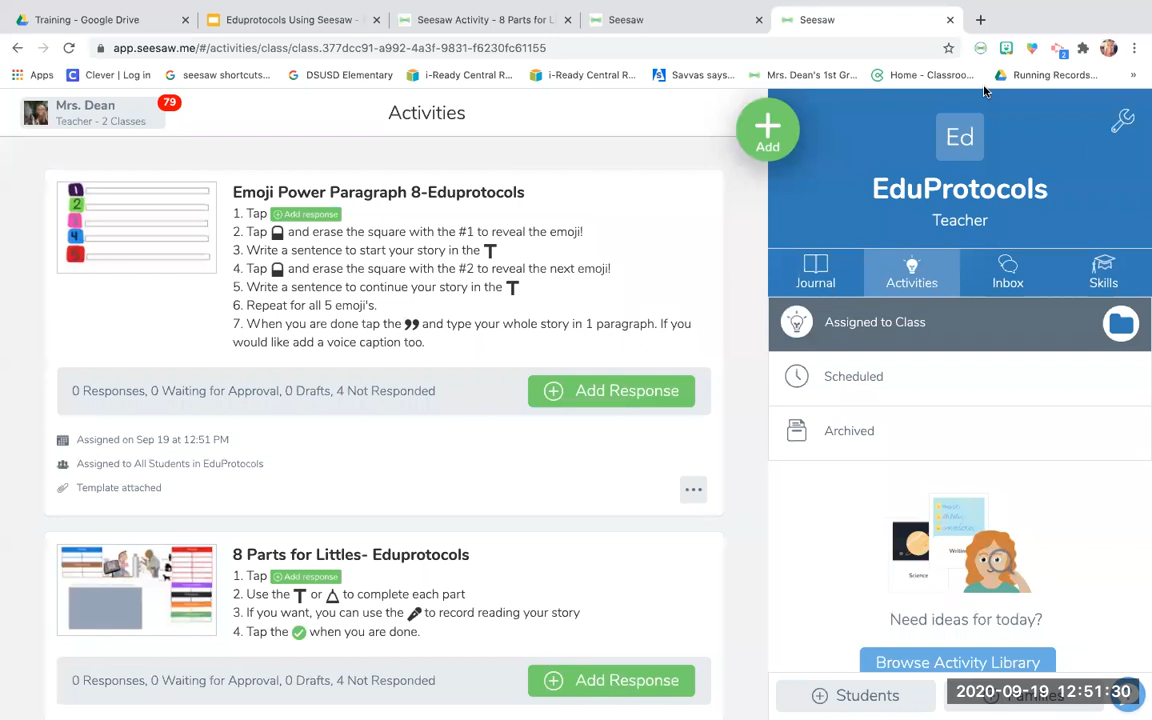 Training - Google Drive
Eduprotocols Using Seesaw -
Seesaw Activity - 8 Parts for L
Seesaw
Seesaw
app.seesaw.me/#/activities/class/class.377dcc91-a992-4a3f-9831-f6230fc61155
2
Apps
Clever | Log in
seesaw shortcuts...
DSUSD Elementary
i-Ready Central R...
i-Ready Central R...
Savvas says...
Mrs. Dean's 1st Gr...
Home - Classroo...
Running Records...
»
Mrs. Dean
Teacher - 2 Classes
79
Activities
Add
Ed
EduProtocols
Teacher
Journal
Activities
Inbox
Skills
Assigned to Class
Scheduled
Archived
1
2
3
4
5
Emoji Power Paragraph 8-Eduprotocols
1. Tap Add response
2. Tap and erase the square with the #1 to reveal the emoji!
3. Write a sentence to start your story in the T
4. Tap and erase the square with the #2 to reveal the next emoji!
5. Write a sentence to continue your story in the T
6. Repeat for all 5 emoji's.
7. When you are done tap the and type your whole story in 1 paragraph. If you
would like add a voice caption too.
0 Responses, 0 Waiting for Approval, 0 Drafts, 4 Not Responded
Add Response
Assigned on Sep 19 at 12:51 PM
Assigned to All Students in EduProtocols
Template attached
8 Parts for Littles- Eduprotocols
1. Tap Add response
2. Use the T or to complete each part
3. If you want, you can use the to record reading your story
4. Tap the when you are done.
0 Responses, 0 Waiting for Approval, 0 Drafts, 4 Not Responded
Add Response
Science
Need ideas for today?
Browse Activity Library
Students
2020-09-19 12:51:30